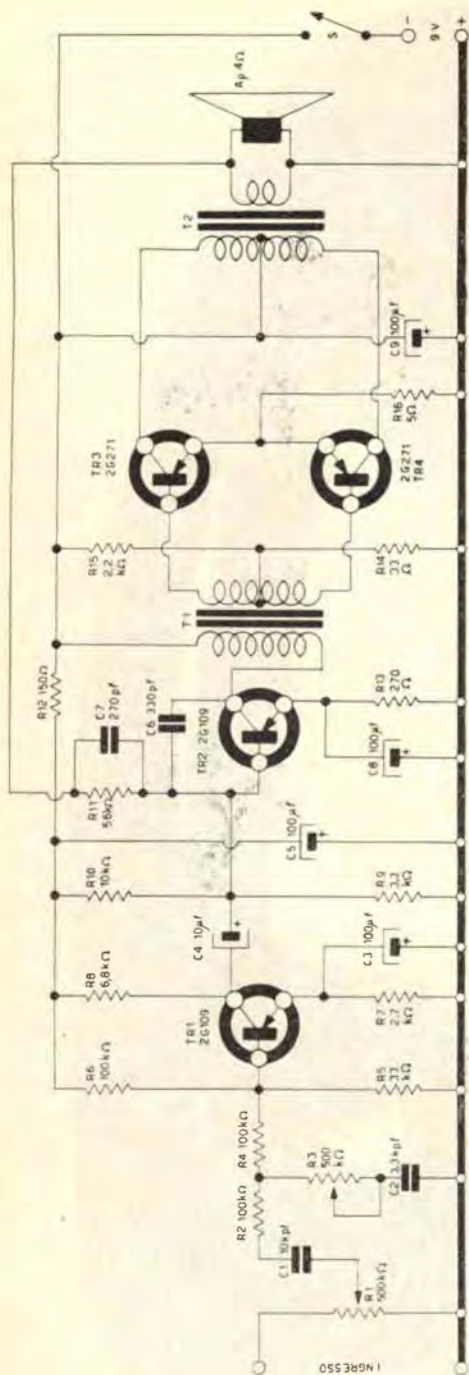 INGRESSO
R1
500kΩ
C1 10kpf
R2 100kΩ
R3
500
kΩ
C2 3,3kpf
R4 100kΩ
R6
100kΩ
R5
33
kΩ
TR1
2G109
R8
6,8kΩ
R7
2,7
kΩ
C3 100µf
+
C4 10µf
+
R10
10kΩ
R9
3,3
kΩ
C5 100µf
+
R11
56kΩ
C7
270pf
C6 330pf
R12 150Ω
TR2 2G109
C8 100µf
+
R13
270
Ω
T1
R15
2,2
kΩ
R14
33
Ω
TR3
2G271
2G271
TR4
R16
5Ω
C9 100µf
+
T2
Ap 4Ω
S
-
9V
+